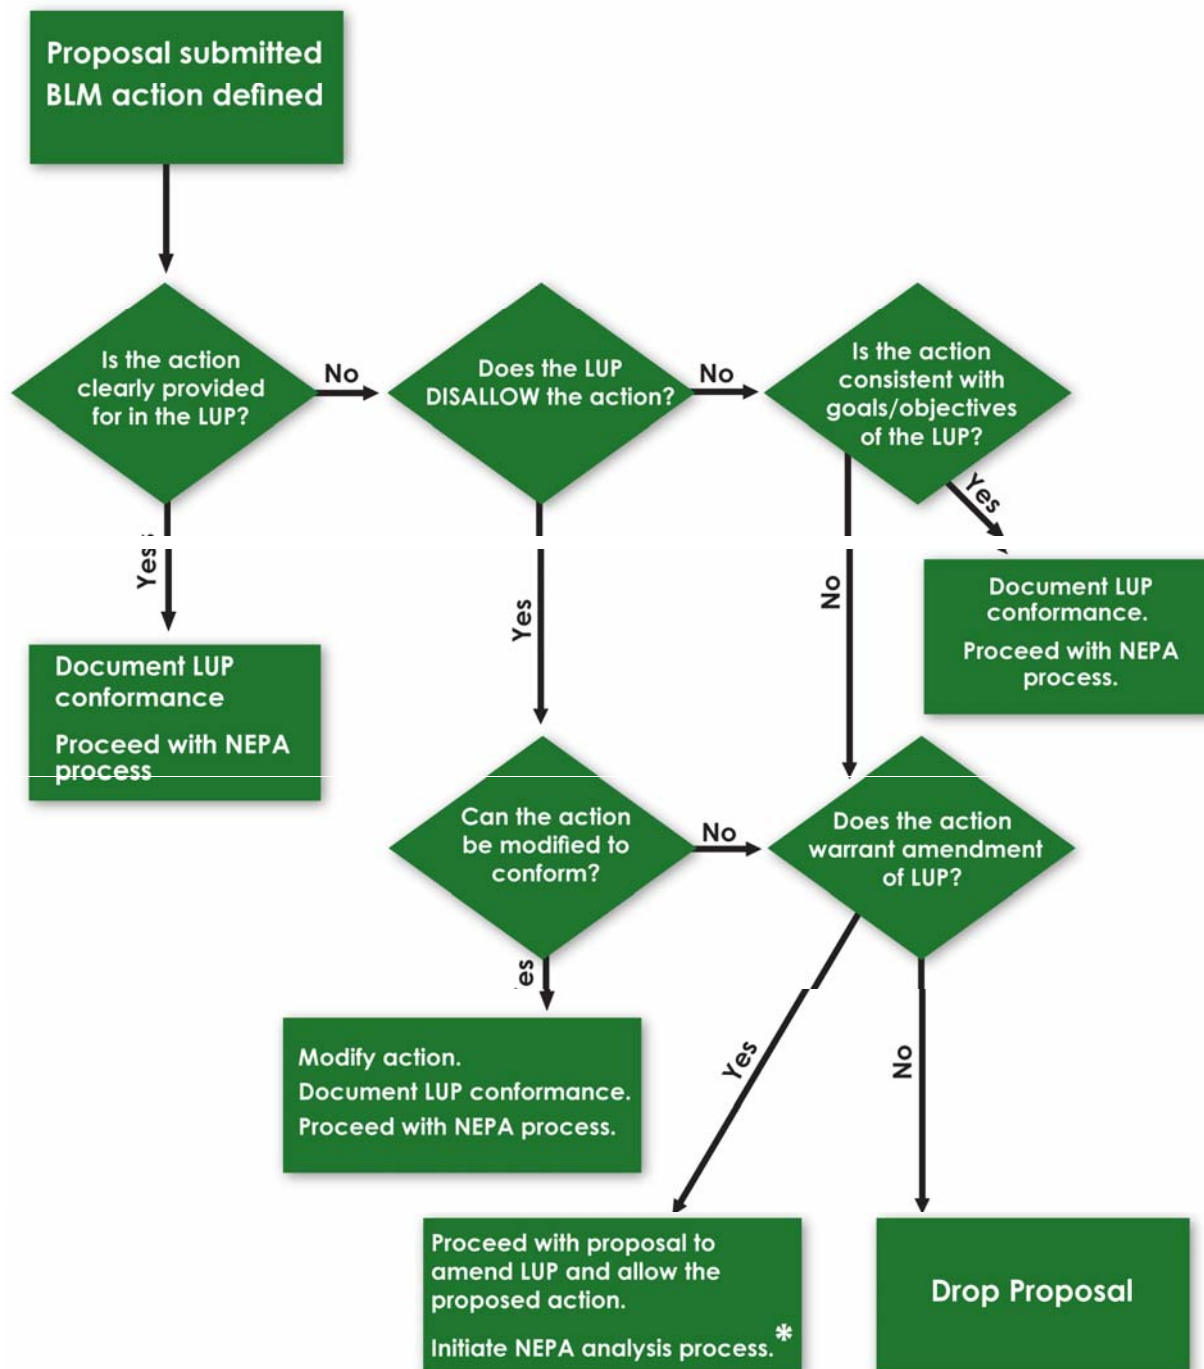 Proposal submitted
BLM action defined
Is the action
clearly provided
for in the LUP?
No
Does the LUP
DISALLOW the action?
No
Is the action
consistent with
goals/objectives
of the LUP?
Yes
Yes
No
Yes
Document LUP
conformance.
Proceed with NEPA
process.
Document LUP
conformance
Proceed with NEPA
process
Can the action
be modified to
conform?
No
Does the action
warrant amendment
of LUP?
es
Yes
No
Modify action.
Document LUP conformance.
Proceed with NEPA process.
Proceed with proposal to
amend LUP and allow the
proposed action.
Initiate NEPA analysis process.*
Drop Proposal